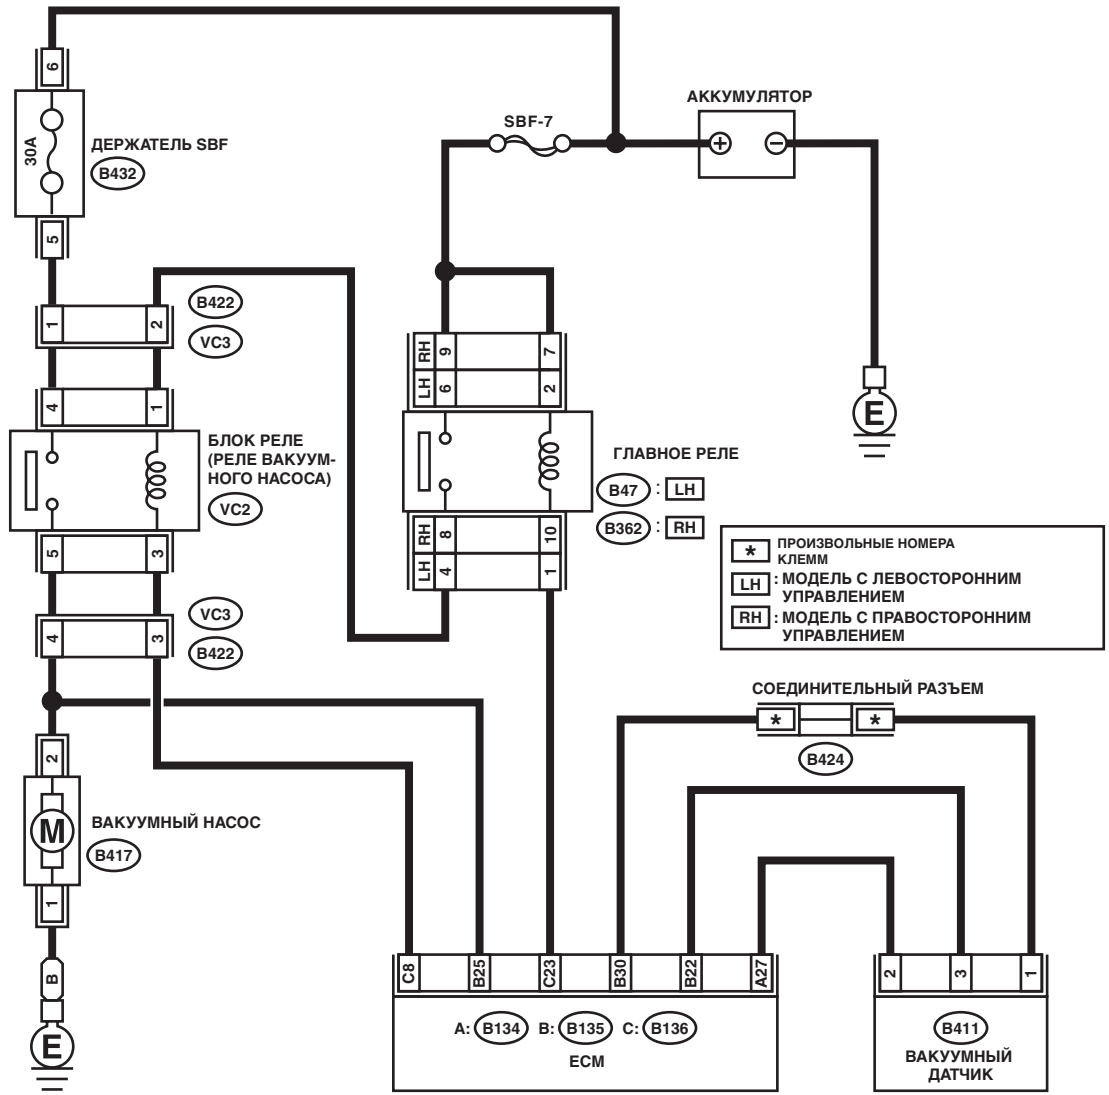 6
30A
ДЕРЖАТЕЛЬ SBF
B432
5
SBF-7
АККУМУЛЯТОР
+
−
E
1
2
B422
VC3
4
1
БЛОК РЕЛЕ
(РЕЛЕ ВАКУУМ-
НОГО НАСОСА)
VC2
5
3
VC3
4
3
B422
RH 9 7
LH 6 2
ГЛАВНОЕ РЕЛЕ
B47 : LH
B362 : RH
RH 8 10
LH 4 1
* ПРОИЗВОЛЬНЫЕ НОМЕРА
КЛЕММ
LH : МОДЕЛЬ С ЛЕВОСТОРОННИМ
УПРАВЛЕНИЕМ
RH : МОДЕЛЬ С ПРАВОСТОРОННИМ
УПРАВЛЕНИЕМ
СОЕДИНИТЕЛЬНЫЙ РАЗЪЕМ
* *
B424
2
M
ВАКУУМНЫЙ НАСОС
B417
1
B
E
C8 B25 C23 B30 B22 A27
A: B134 B: B135 C: B136
ECM
2 3 1
B411
ВАКУУМНЫЙ
ДАТЧИК